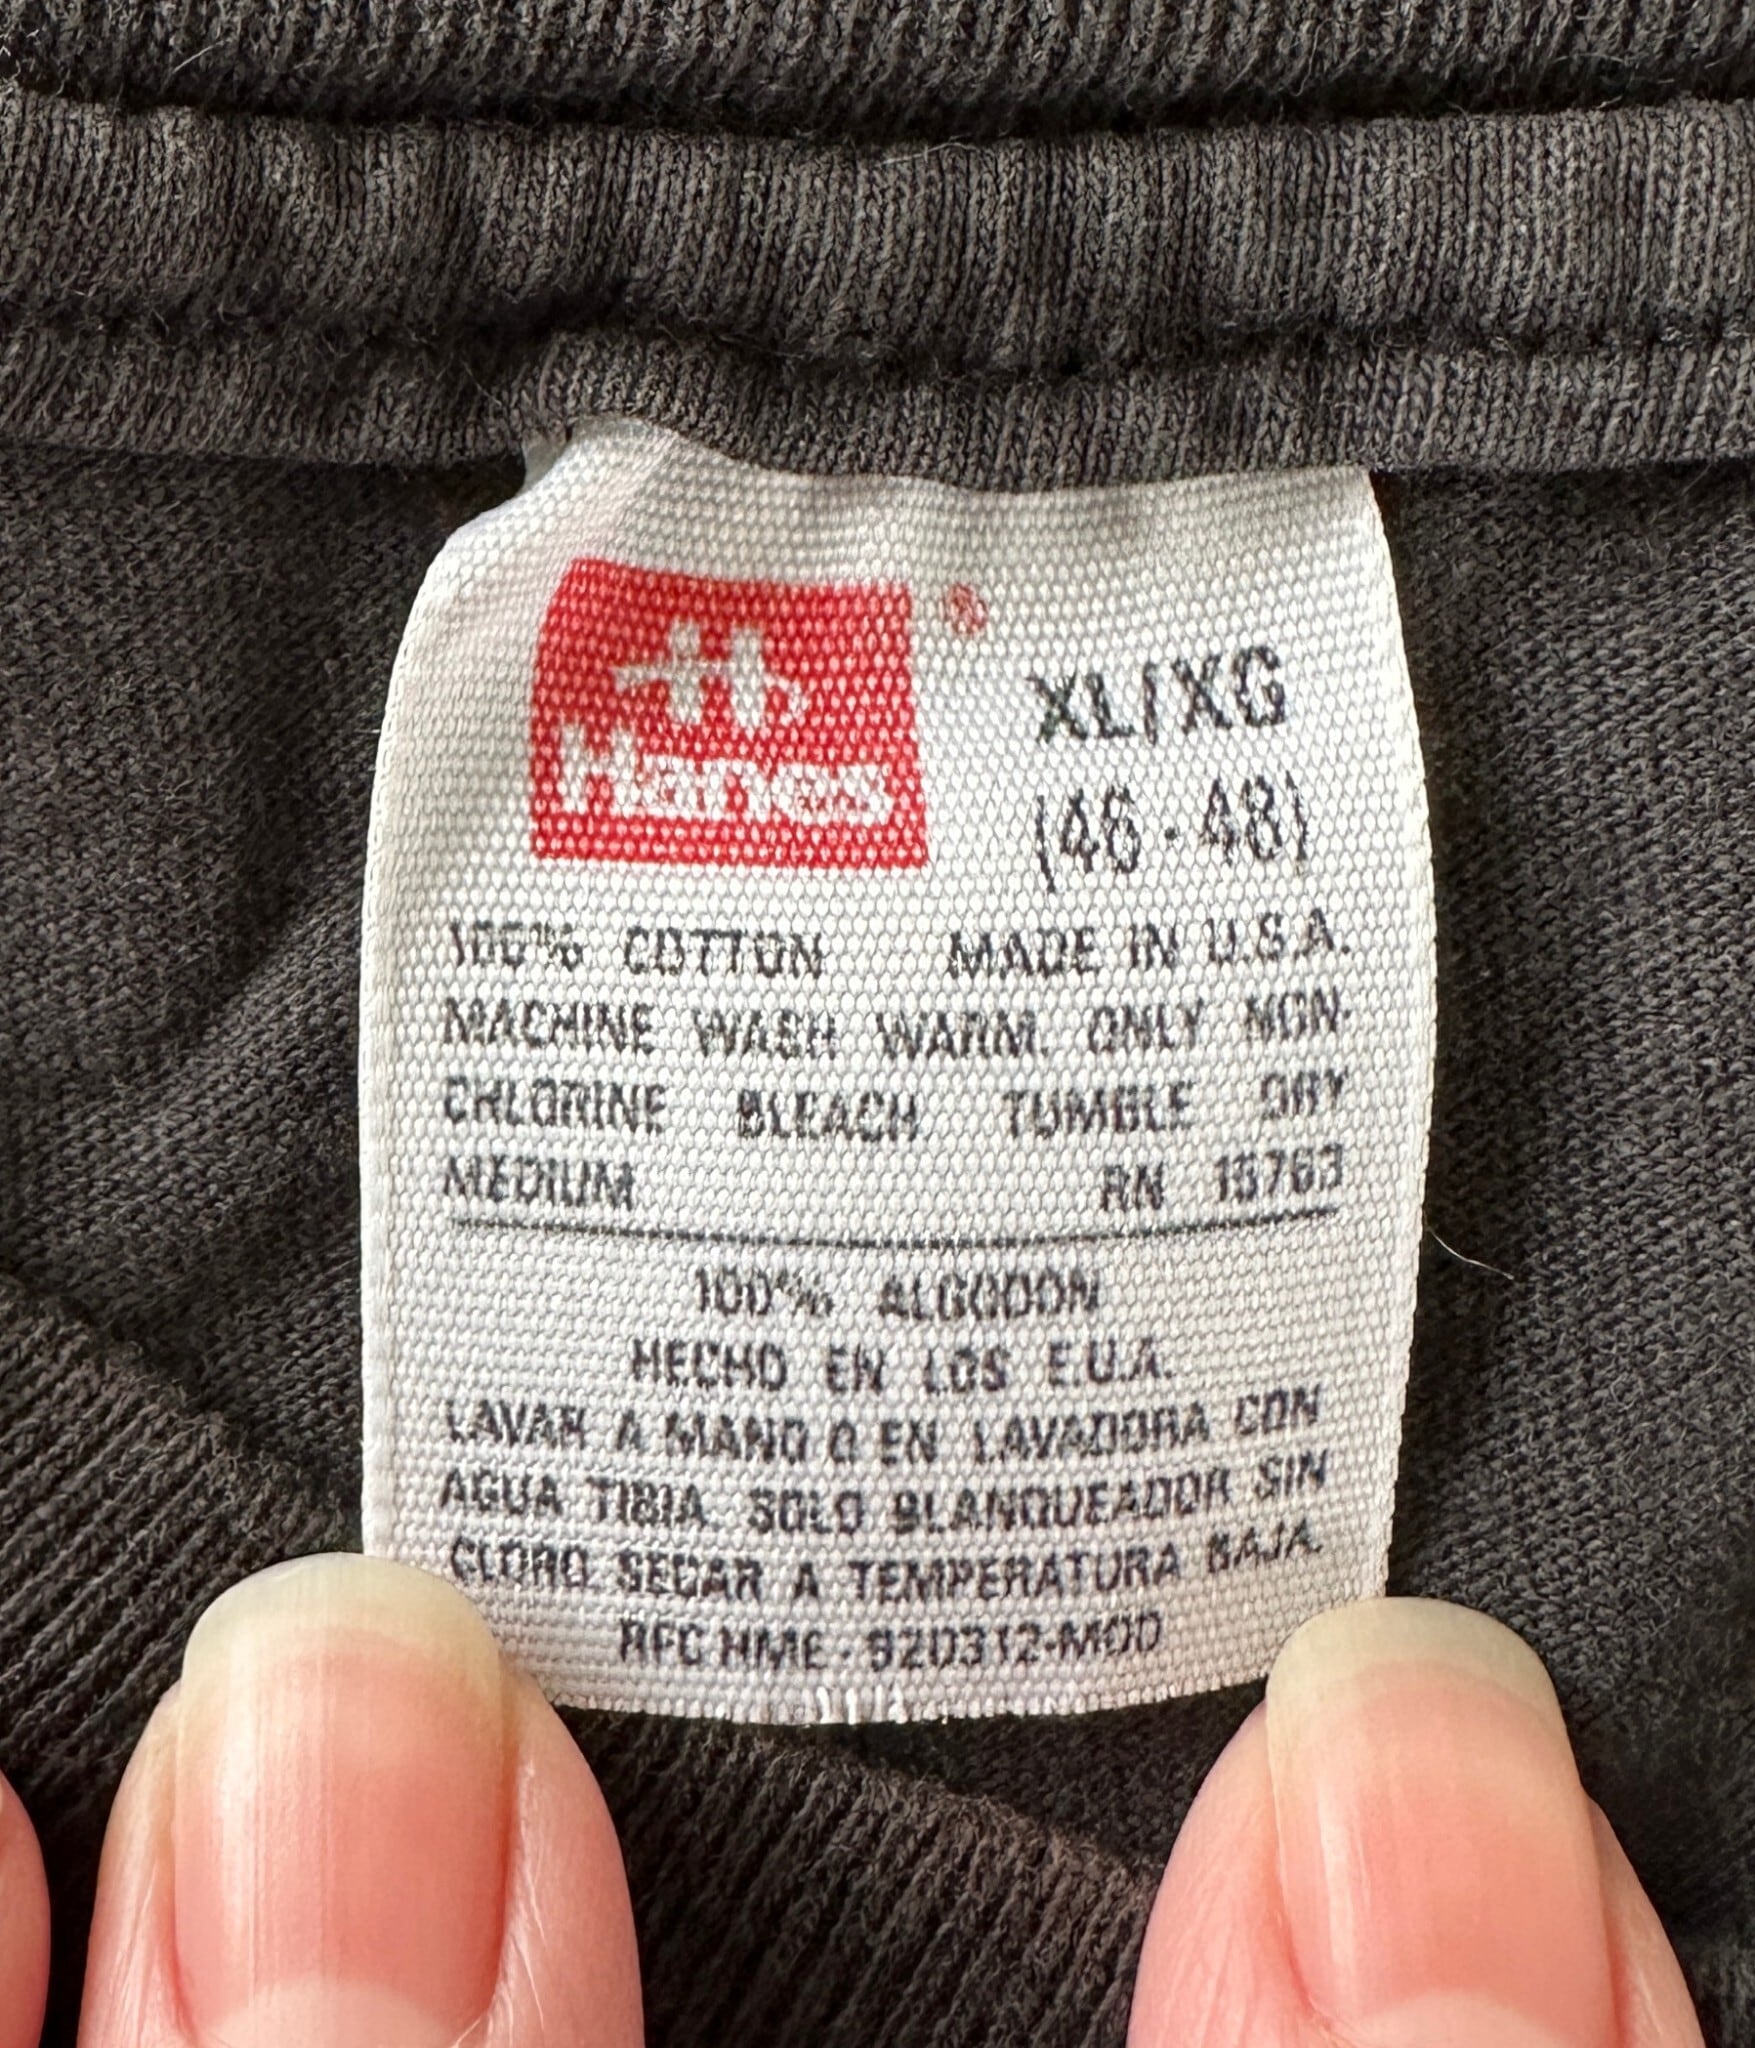 Hanes ®
XL/XG
(46 - 48)
100% COTTON MADE IN U.S.A.
MACHINE WASH WARM. ONLY NON-
CHLORINE BLEACH TUMBLE DRY
MEDIUM RN 15763
100% ALGODON
HECHO EN LOS E.U.A.
LAVAR A MANO O EN LAVADORA CON
AGUA TIBIA. SOLO BLANQUEADOR SIN
CLORO SECAR A TEMPERATURA BAJA.
RFC HME - 920312-MOD